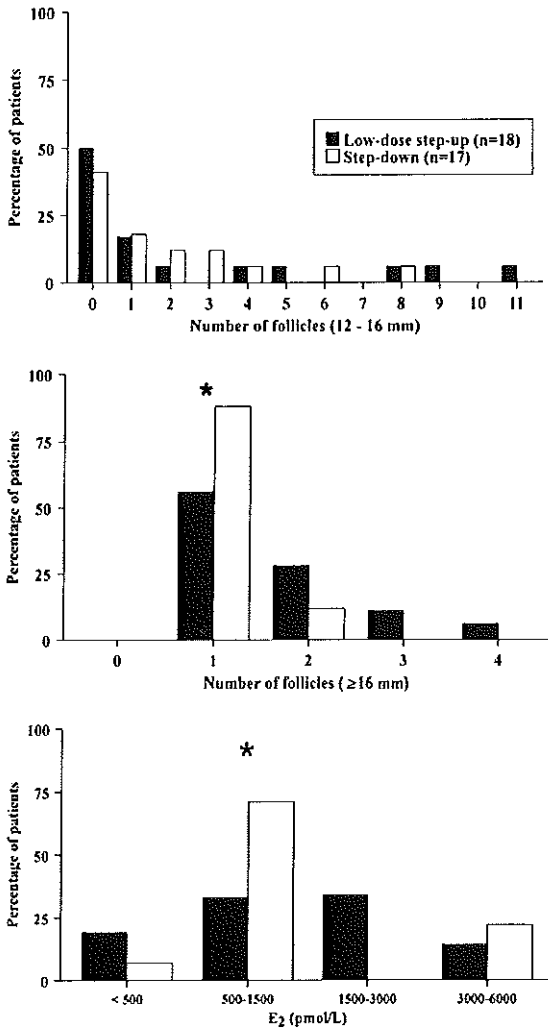 100
75
50
25
0
Percentage of patients
Low-dose step-up (n=18)
Step-down (n=17)
0 1 2 3 4 5 6 7 8 9 10 11
Number of follicles (12 - 16 mm)
100
75
50
25
0
Percentage of patients
*
0 1 2 3 4
Number of follicles (≥16 mm)
100
75
50
25
0
Percentage of patients
*
< 500 500-1500 1500-3000 3000-6000
E₂ (pmol/L)